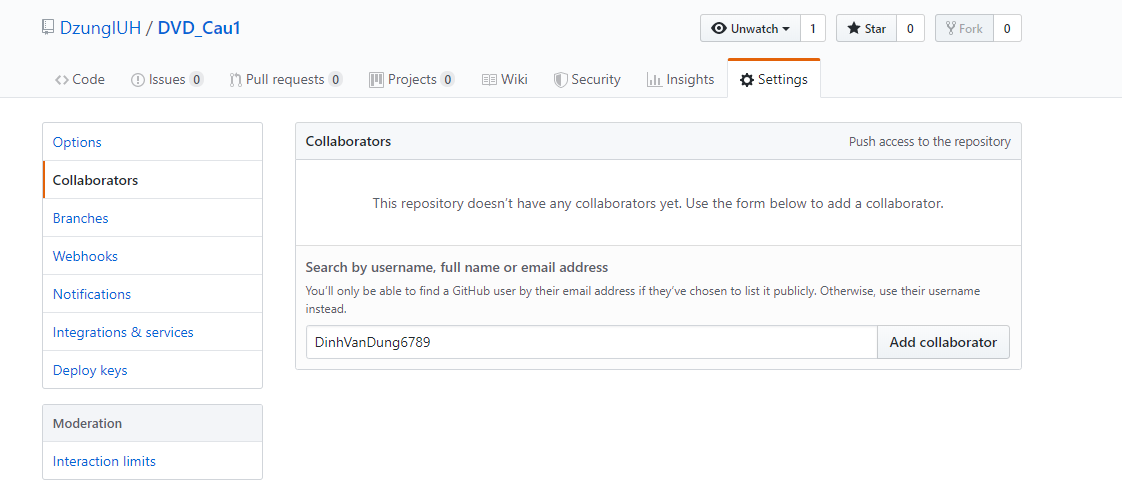 DzungIUH / DVD_Cau1
Unwatch 1 Star 0 Fork 0
Code Issues 0 Pull requests 0 Projects 0 Wiki Security Insights Settings
Options
Collaborators
Branches
Webhooks
Notifications
Integrations & services
Deploy keys
Moderation
Interaction limits
Collaborators Push access to the repository
This repository doesn't have any collaborators yet. Use the form below to add a collaborator.
Search by username, full name or email address
You'll only be able to find a GitHub user by their email address if they've chosen to list it publicly. Otherwise, use their username
instead.
DinhVanDung6789 Add collaborator